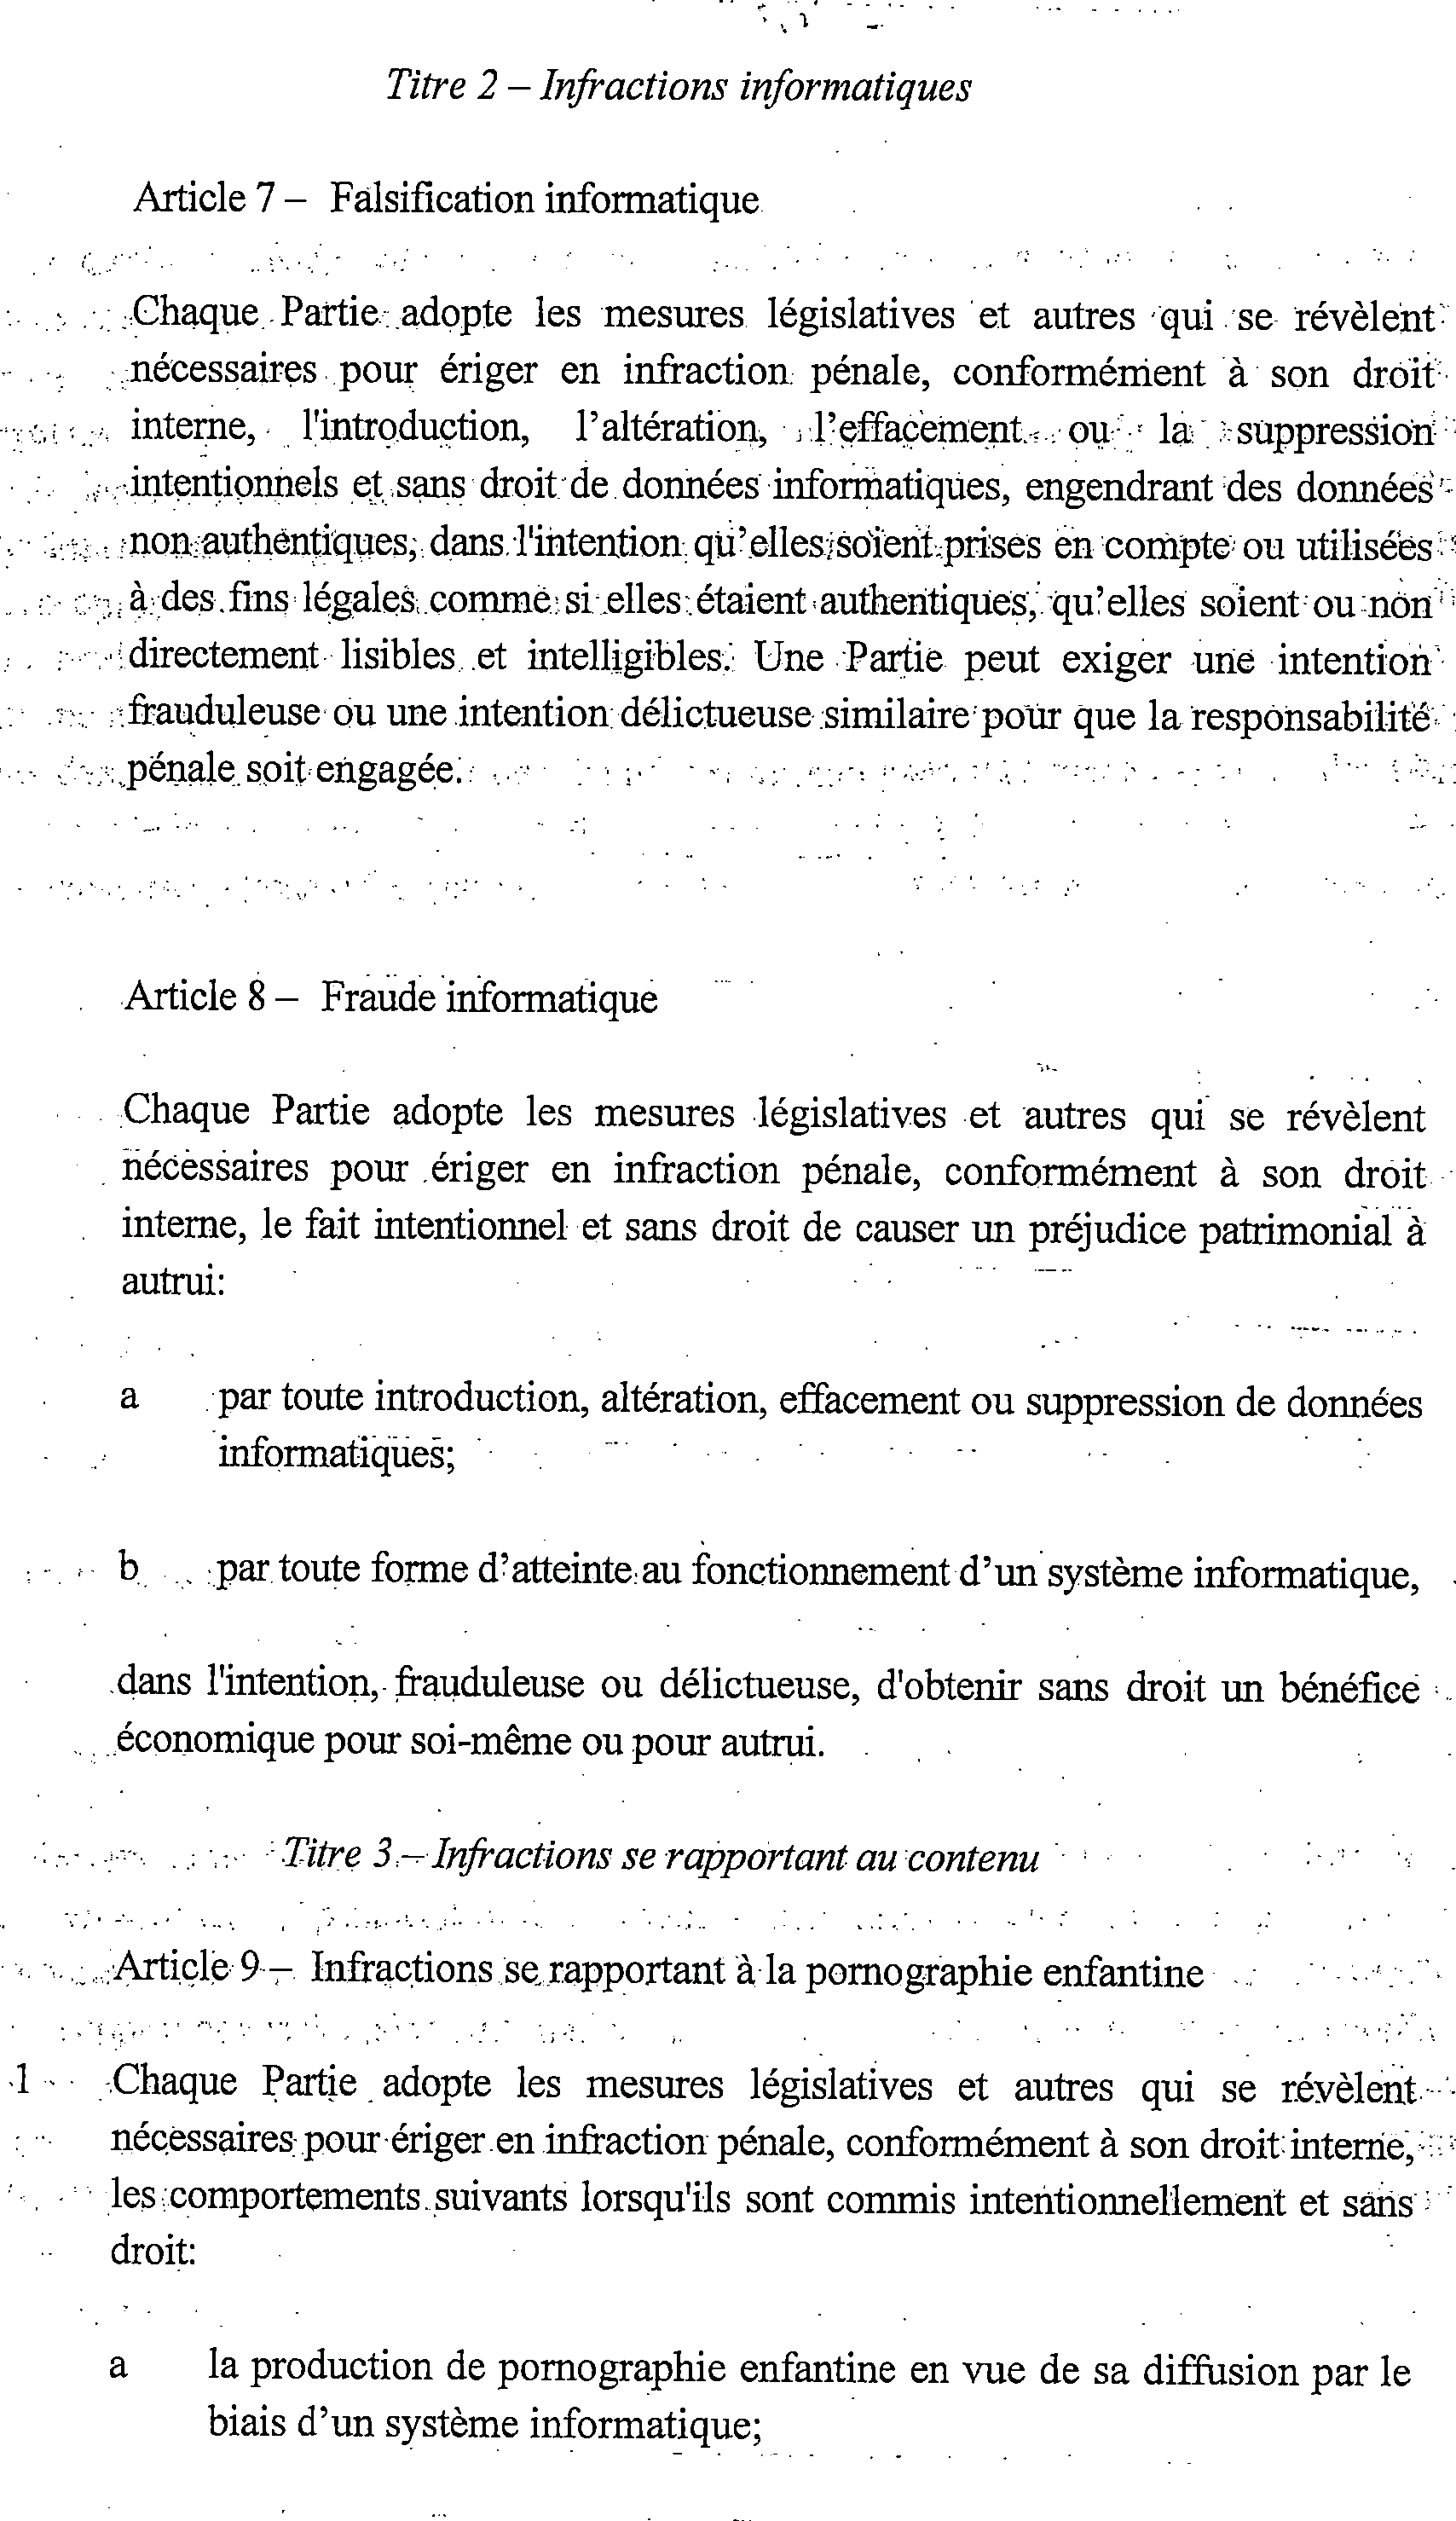 Titre 2 – Infractions informatiques
Article 7 – Falsification informatique
Chaque Partie adopte les mesures législatives et autres qui se révèlent
nécessaires pour ériger en infraction pénale, conformément à son droit
interne, l'introduction, l’altération, l’effacement ou la suppression
intentionnels et sans droit de données informatiques, engendrant des données
non authentiques, dans l'intention qu’elles soient prises en compte ou utilisées
à des fins légales comme si elles étaient authentiques, qu’elles soient ou non
directement lisibles et intelligibles. Une Partie peut exiger une intention
frauduleuse ou une intention délictueuse similaire pour que la responsabilité
pénale soit engagée.
Article 8 – Fraude informatique
Chaque Partie adopte les mesures législatives et autres qui se révèlent
nécessaires pour ériger en infraction pénale, conformément à son droit
interne, le fait intentionnel et sans droit de causer un préjudice patrimonial à
autrui:
a par toute introduction, altération, effacement ou suppression de données
informatiques;
b par toute forme d’atteinte au fonctionnement d’un système informatique,
dans l'intention, frauduleuse ou délictueuse, d'obtenir sans droit un bénéfice
économique pour soi-même ou pour autrui.
Titre 3 – Infractions se rapportant au contenu
Article 9 – Infractions se rapportant à la pornographie enfantine
1 Chaque Partie adopte les mesures législatives et autres qui se révèlent
nécessaires pour ériger en infraction pénale, conformément à son droit interne,
les comportements suivants lorsqu'ils sont commis intentionnellement et sans
droit:
a la production de pornographie enfantine en vue de sa diffusion par le
biais d’un système informatique;